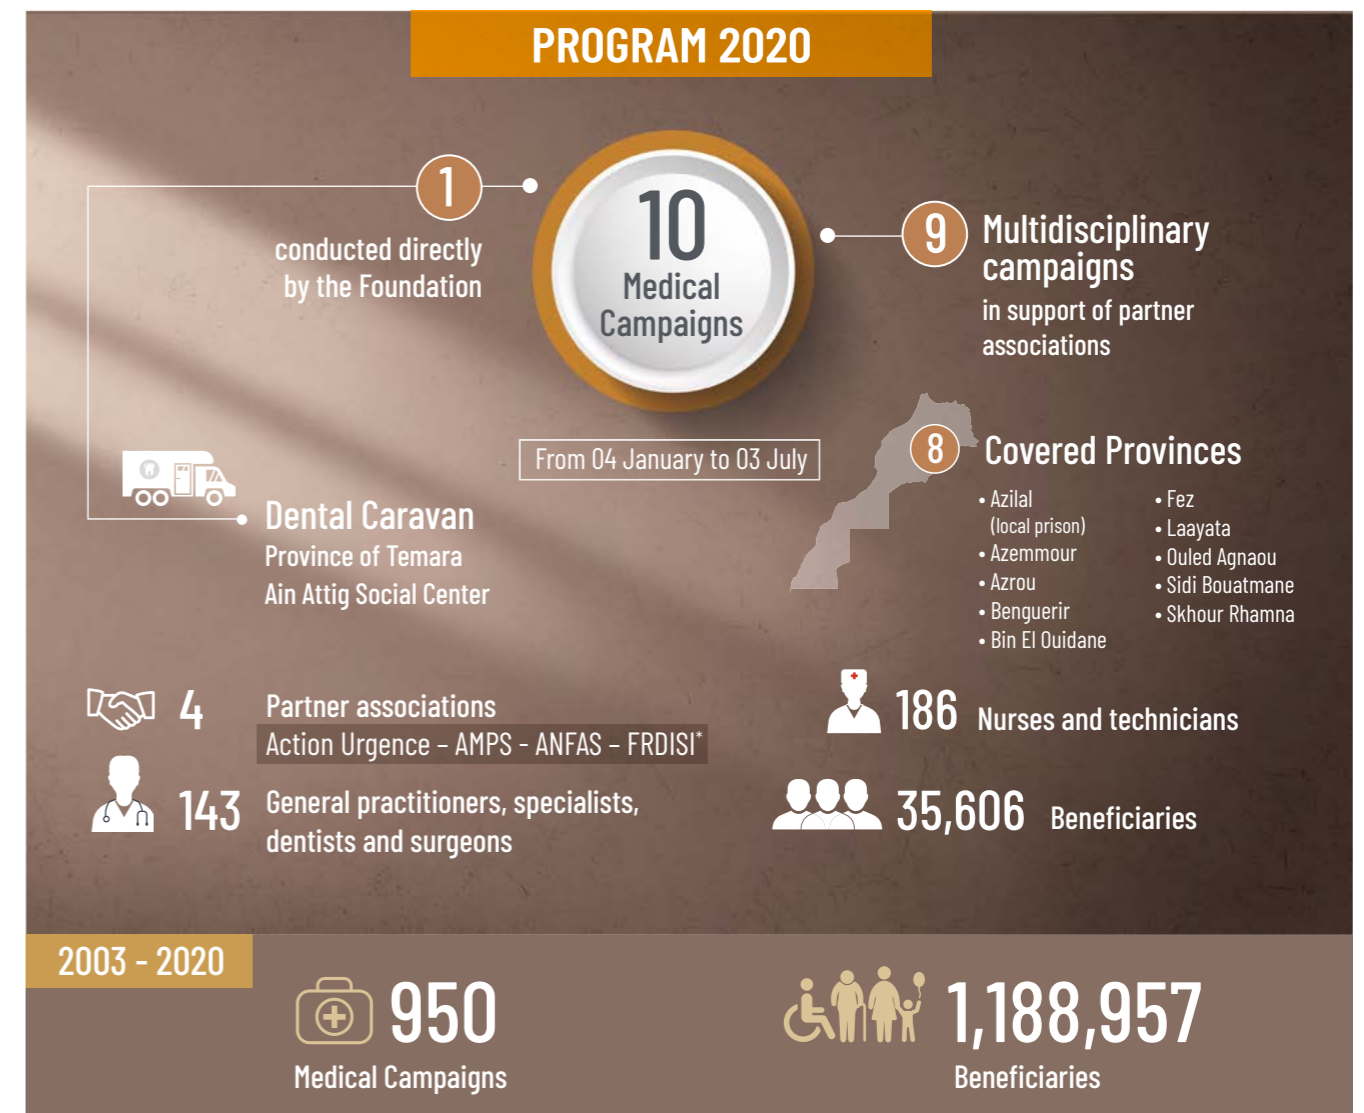 PROGRAM 2020
1
conducted directly
by the Foundation
10
Medical
Campaigns
9
Multidisciplinary
campaigns
in support of partner
associations
From 04 January to 03 July
8
Covered Provinces
• Azilal
(local prison)
• Azemmour
• Azrou
• Benguerir
• Bin El Ouidane
• Fez
• Laayata
• Ouled Agnaou
• Sidi Bouatmane
• Skhour Rhamna
Dental Caravan
Province of Temara
Ain Attig Social Center
4
Partner associations
Action Urgence – AMPS - ANFAS – FRDISI*
143
General practitioners, specialists,
dentists and surgeons
186 Nurses and technicians
35,606 Beneficiaries
2003 - 2020
950
Medical Campaigns
1,188,957
Beneficiaries